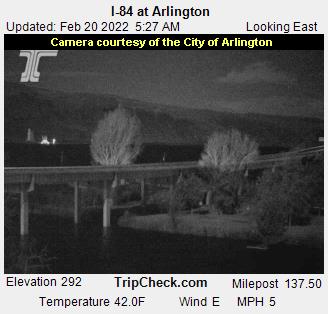 I-84 at Arlington
Updated: Feb 20 2022 5:27 AM Looking East
Camera courtesy of the City of Arlington
Elevation 292 TripCheck.com Milepost 137.50
Temperature 42.0F Wind E MPH 5